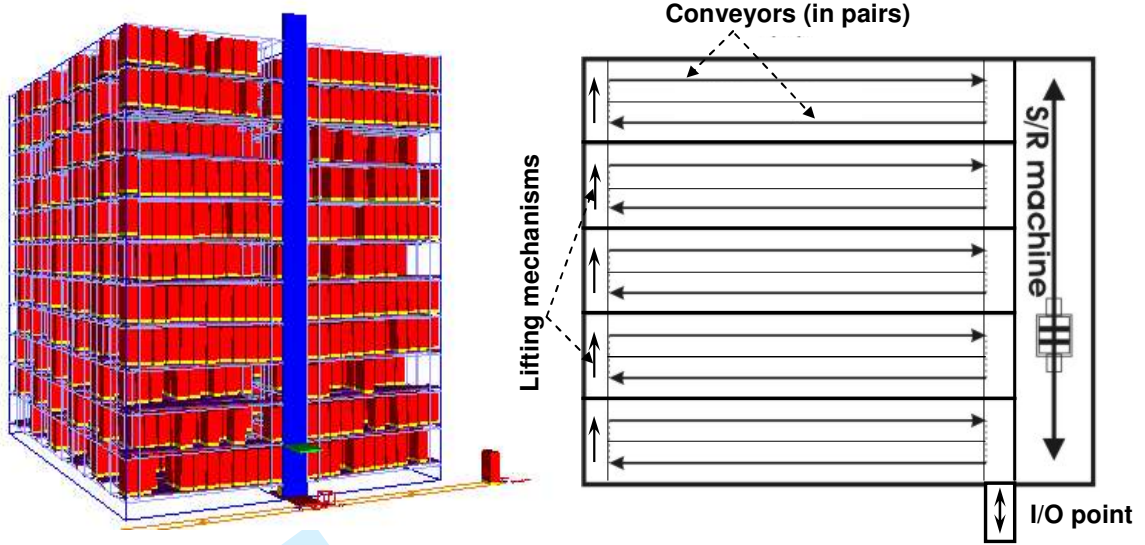 Conveyors (in pairs)
Lifting mechanisms
S/R machine
I/O point